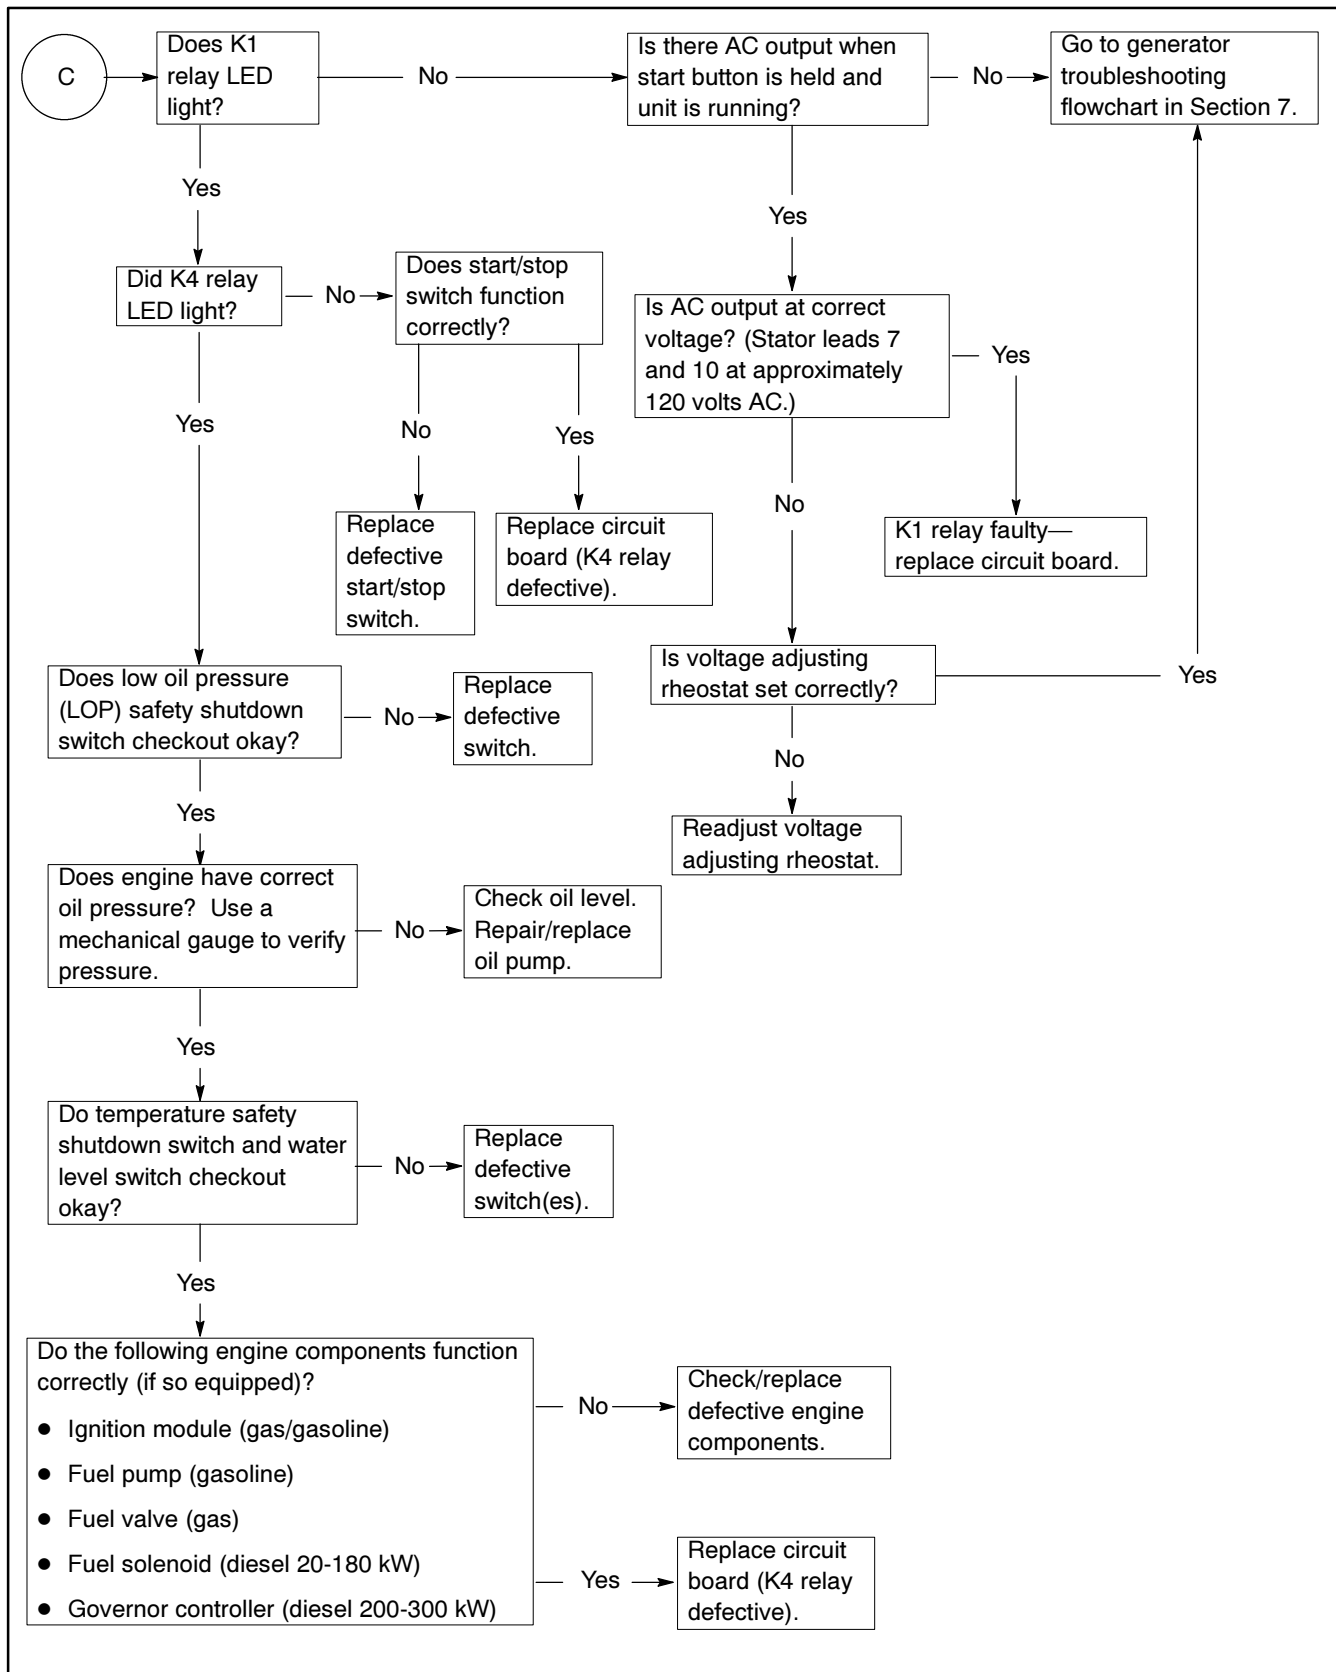 C
Does K1
relay LED
light?
No
Is there AC output when
start button is held and
unit is running?
No
Go to generator
troubleshooting
flowchart in Section 7.
Yes
Yes
Did K4 relay
LED light?
No
Does start/stop
switch function
correctly?
Is AC output at correct
voltage? (Stator leads 7
and 10 at approximately
120 volts AC.)
Yes
Yes
No
Yes
No
Replace
defective
start/stop
switch.
Replace circuit
board (K4 relay
defective).
K1 relay faulty—
replace circuit board.
Does low oil pressure
(LOP) safety shutdown
switch checkout okay?
No
Replace
defective
switch.
Is voltage adjusting
rheostat set correctly?
Yes
No
Yes
Readjust voltage
adjusting rheostat.
Does engine have correct
oil pressure?  Use a
mechanical gauge to verify
pressure.
No
Check oil level.
Repair/replace
oil pump.
Yes
Do temperature safety
shutdown switch and water
level switch checkout
okay?
No
Replace
defective
switch(es).
Yes
Do the following engine components function
correctly (if so equipped)?
● Ignition module (gas/gasoline)
● Fuel pump (gasoline)
● Fuel valve (gas)
● Fuel solenoid (diesel 20-180 kW)
● Governor controller (diesel 200-300 kW)
No
Check/replace
defective engine
components.
Yes
Replace circuit
board (K4 relay
defective).